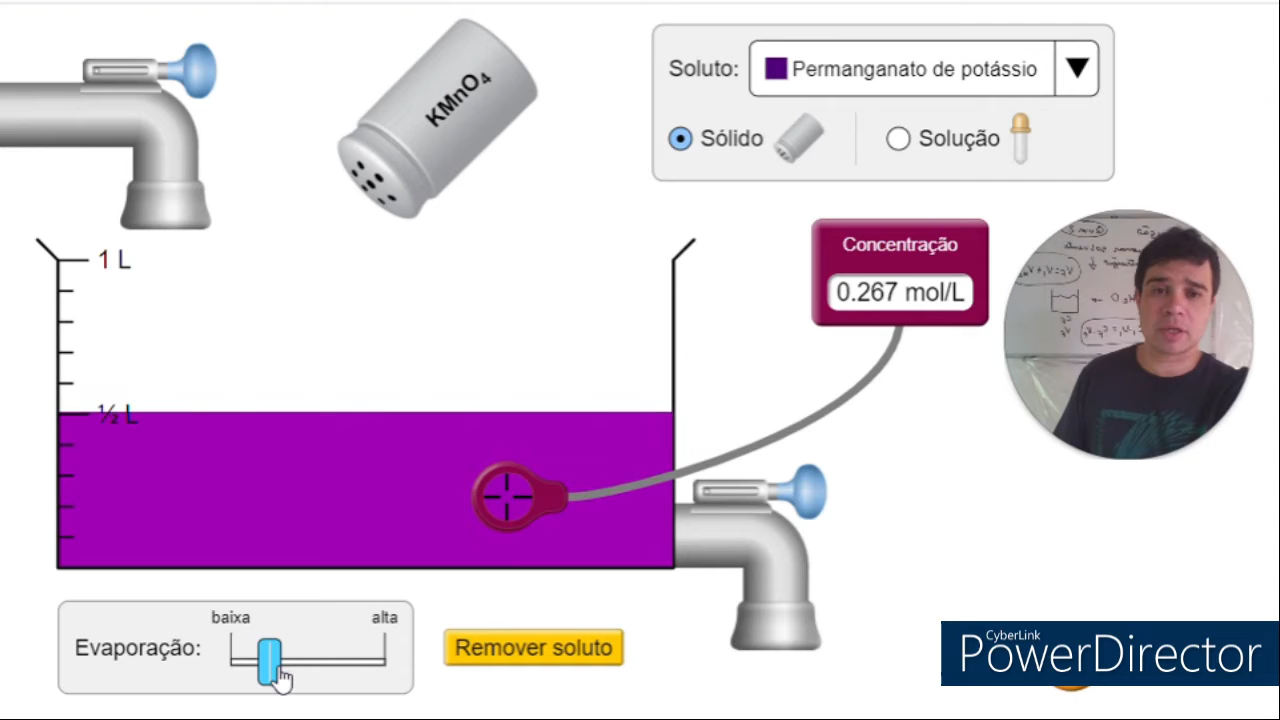 KMnO4
Soluto: Permanganato de potássio
Sólido
Solução
1 L
Concentração
0.267 mol/L
½ L
baixa
alta
Evaporação:
Remover soluto
CyberLink
PowerDirector